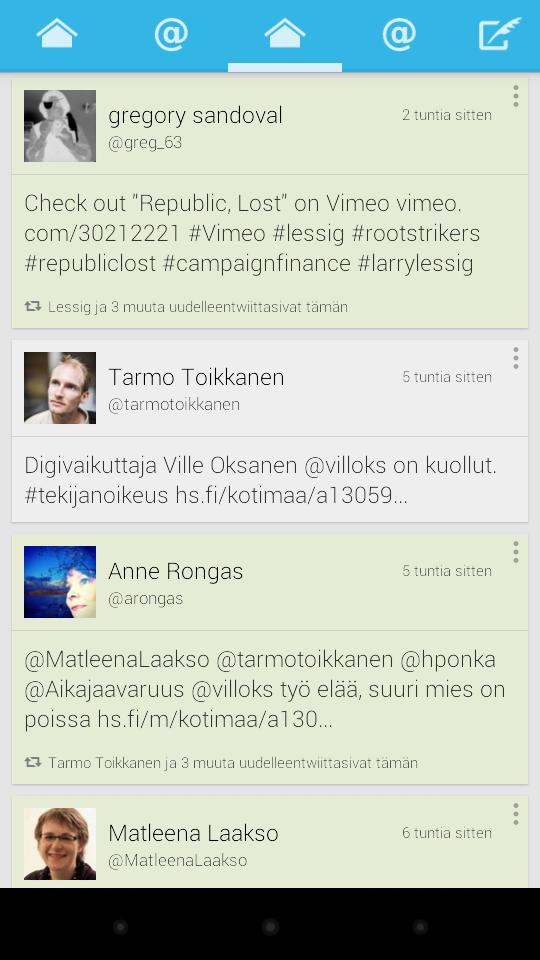 gregory sandoval
2 tuntia sitten
@greg_63
Check out "Republic, Lost" on Vimeo vimeo.
com/30212221 #Vimeo #lessig #rootstrikers
#republiclost #campaignfinance #larrylessig
Lessig ja 3 muuta uudelleentwiittasivat tämän
Tarmo Toikkanen
5 tuntia sitten
@tarmotoikkanen
Digivaikuttaja Ville Oksanen @villoks on kuollut.
#tekijanoikeus hs.fi/kotimaa/a13059...
Anne Rongas
5 tuntia sitten
@arongas
@MatleenaLaakso @tarmotoikkanen @hponka
@Aikajaavaruus @villoks työ elää, suuri mies on
poissa hs.fi/m/kotimaa/a130...
Tarmo Toikkanen ja 3 muuta uudelleentwiittasivat tämän
Matleena Laakso
6 tuntia sitten
@MatleenaLaakso